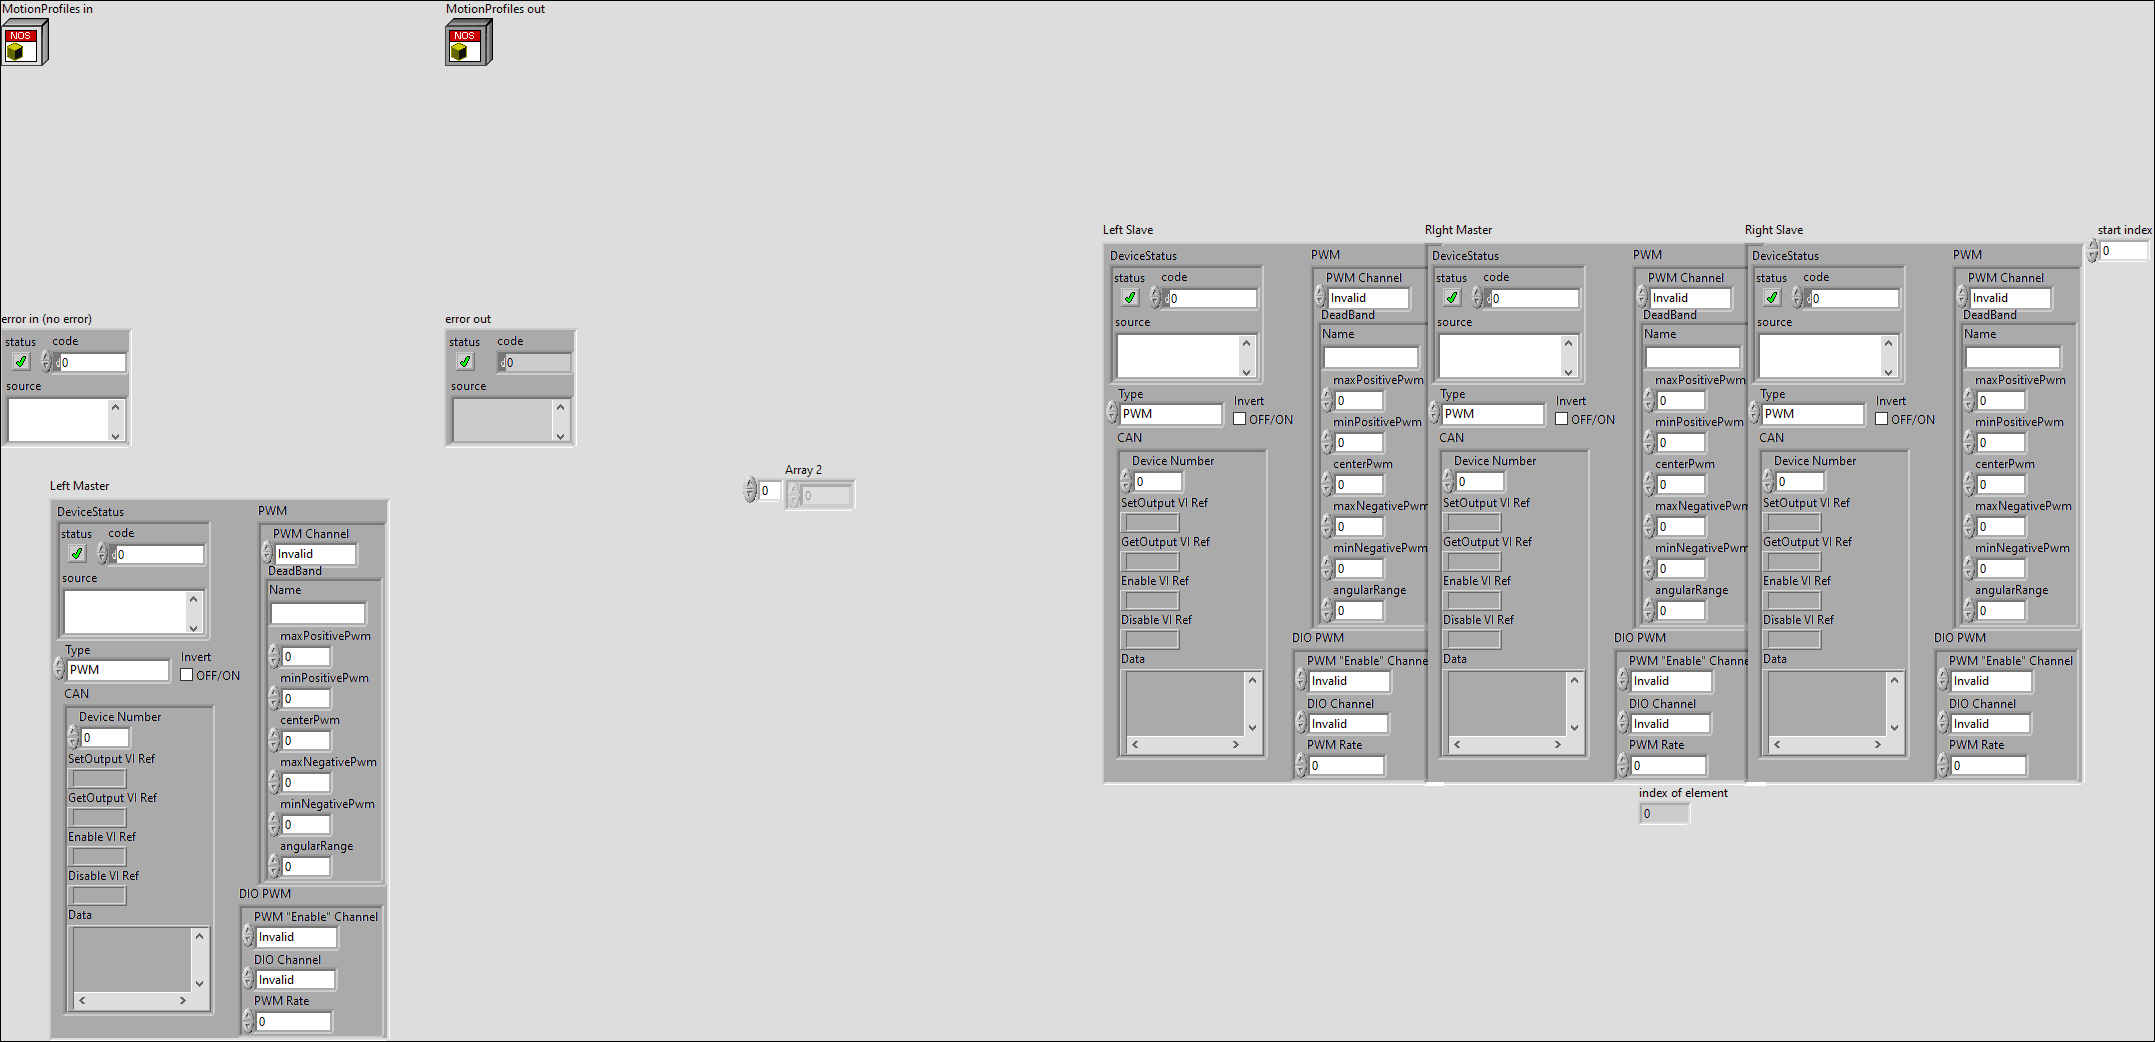 MotionProfiles in
NOS
MotionProfiles out
NOS
error in (no error)
status
code
d0
source
error out
status
code
d0
source
Array 2
0
0
Left Master
DeviceStatus
status
code
d0
source
Type
PWM
Invert
OFF/ON
CAN
Device Number
0
SetOutput VI Ref
GetOutput VI Ref
Enable VI Ref
Disable VI Ref
Data
PWM
PWM Channel
Invalid
DeadBand
Name
maxPositivePwm
0
minPositivePwm
0
centerPwm
0
maxNegativePwm
0
minNegativePwm
0
angularRange
0
DIO PWM
PWM "Enable" Channel
Invalid
DIO Channel
Invalid
PWM Rate
0
Left Slave
DeviceStatus
status
code
d0
source
Type
PWM
Invert
OFF/ON
CAN
Device Number
0
SetOutput VI Ref
GetOutput VI Ref
Enable VI Ref
Disable VI Ref
Data
PWM
PWM Channel
Invalid
DeadBand
Name
maxPositivePwm
0
minPositivePwm
0
centerPwm
0
maxNegativePwm
0
minNegativePwm
0
angularRange
0
DIO PWM
PWM "Enable" Channe
Invalid
DIO Channel
Invalid
PWM Rate
0
RIght Master
DeviceStatus
status
code
d0
source
Type
PWM
Invert
OFF/ON
CAN
Device Number
0
SetOutput VI Ref
GetOutput VI Ref
Enable VI Ref
Disable VI Ref
Data
PWM
PWM Channel
Invalid
DeadBand
Name
maxPositivePwm
0
minPositivePwm
0
centerPwm
0
maxNegativePwm
0
minNegativePwm
0
angularRange
0
DIO PWM
PWM "Enable" Channe
Invalid
DIO Channel
Invalid
PWM Rate
0
Right Slave
DeviceStatus
status
code
d0
source
Type
PWM
Invert
OFF/ON
CAN
Device Number
0
SetOutput VI Ref
GetOutput VI Ref
Enable VI Ref
Disable VI Ref
Data
PWM
PWM Channel
Invalid
DeadBand
Name
maxPositivePwm
0
minPositivePwm
0
centerPwm
0
maxNegativePwm
0
minNegativePwm
0
angularRange
0
DIO PWM
PWM "Enable" Channel
Invalid
DIO Channel
Invalid
PWM Rate
0
start index
0
index of element
0